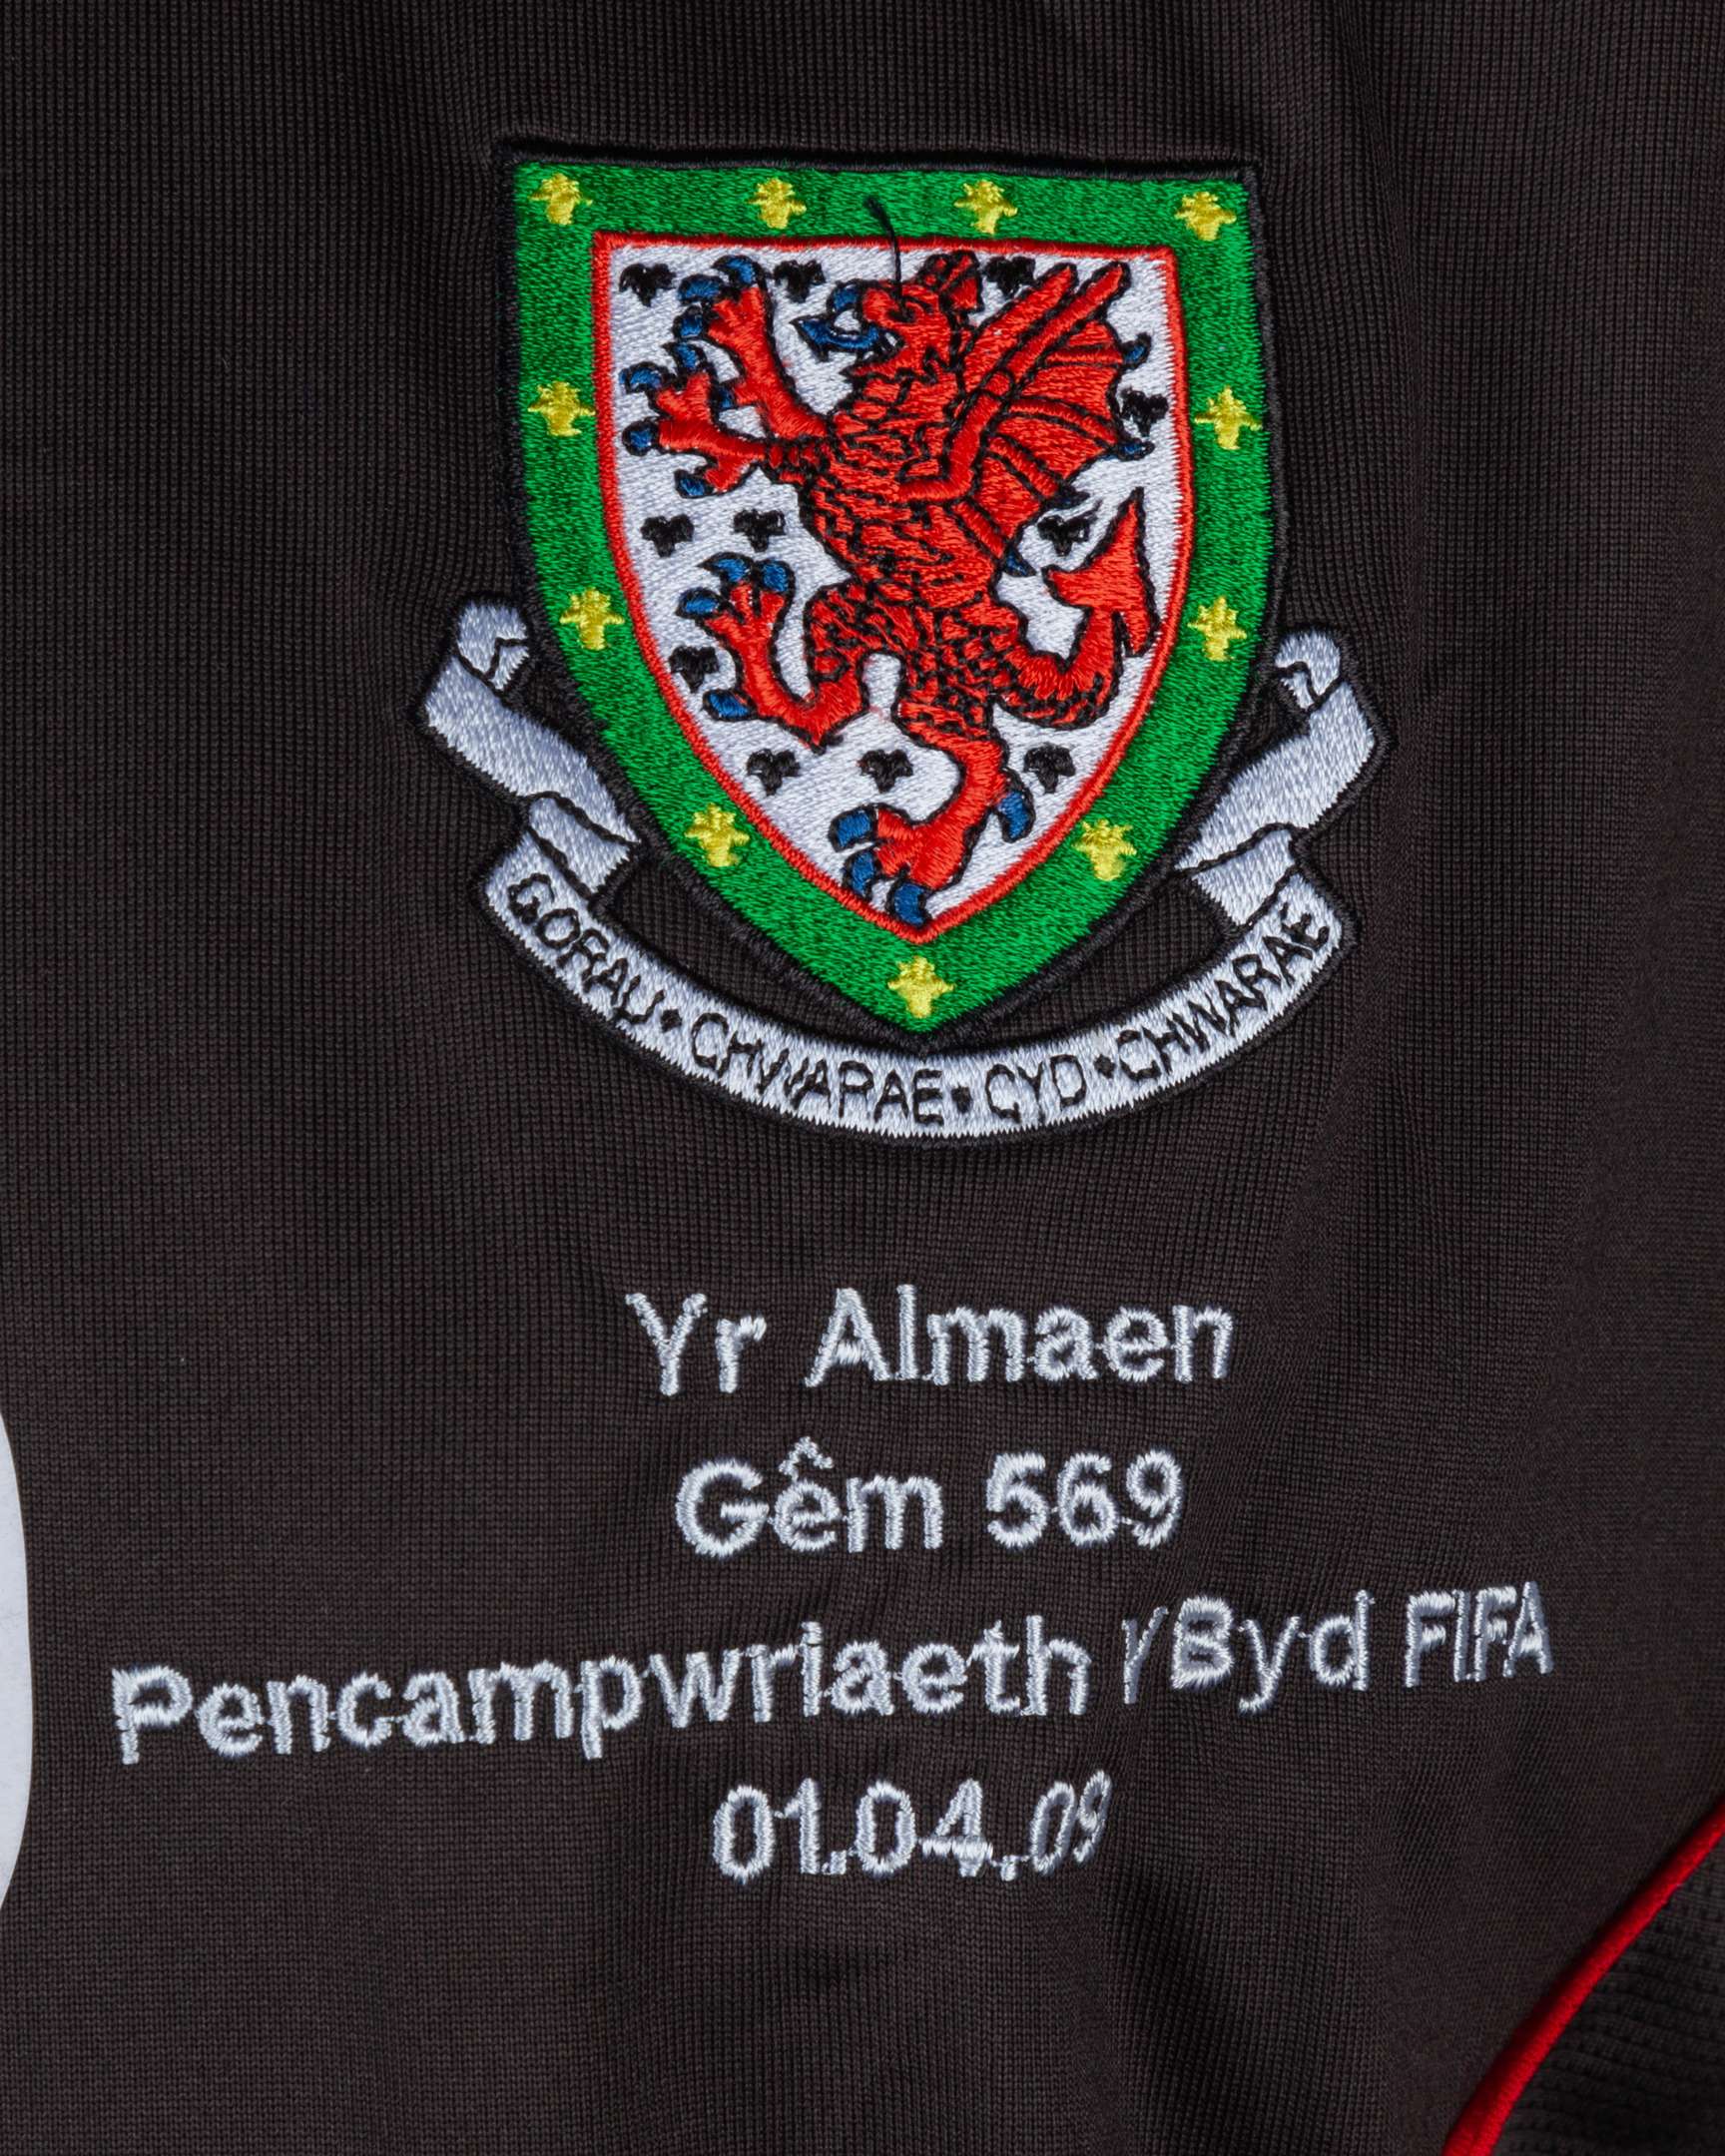 GORAU • CHWARAE • CYD • CHWARAE
Yr Almaen
Gêm 569
Pencampwriaeth Byd FIFA
01.04.09